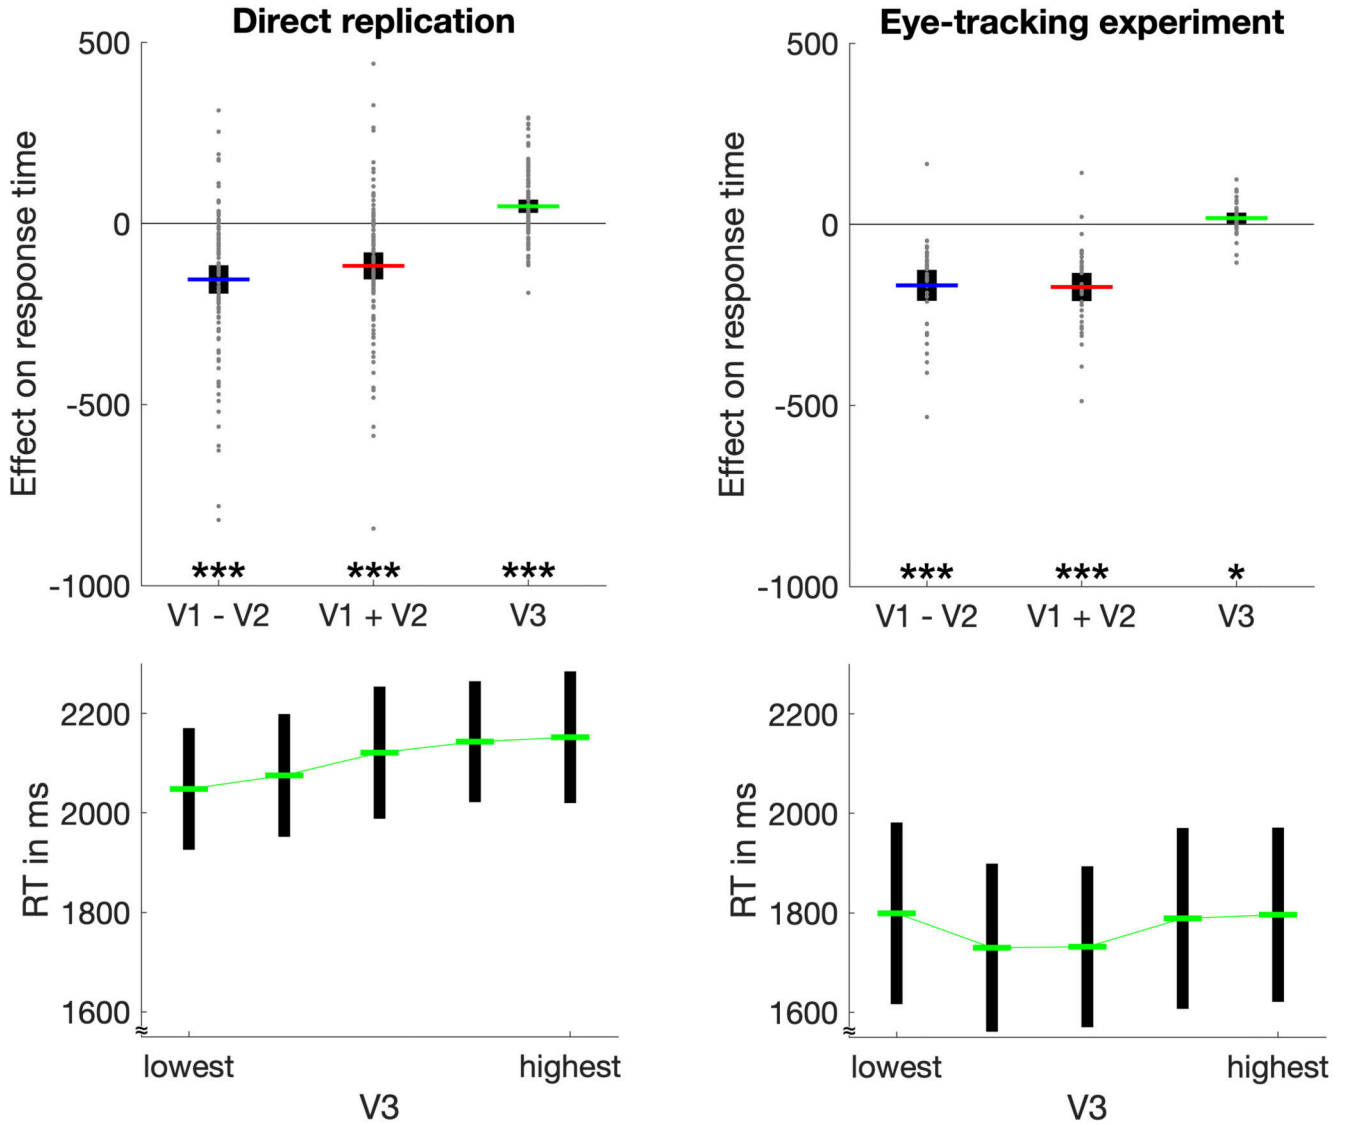 Direct replication
Eye-tracking experiment
500
0
-500
-1000
Effect on response time
*** *** ***
V1 - V2 V1 + V2 V3
500
0
-500
-1000
Effect on response time
*** *** *
V1 - V2 V1 + V2 V3
2200
2000
1800
1600
RT in ms
≈
lowest highest
V3
2200
2000
1800
1600
RT in ms
≈
lowest highest
V3